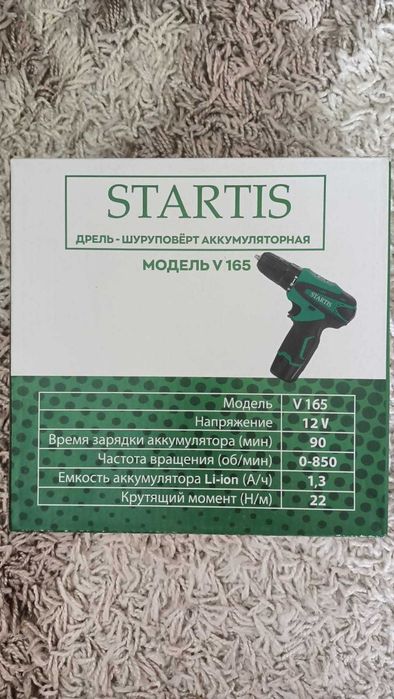 STARTIS
ДРЕЛЬ - ШУРУПОВЁРТ АККУМУЛЯТОРНАЯ
МОДЕЛЬ V 165
STARTIS
Модель V 165
Напряжение 12 V
Время зарядки аккумулятора (мин) 90
Частота вращения (об/мин) 0-850
Емкость аккумулятора Li-ion (А/ч) 1,3
Крутящий момент (Н/м) 22